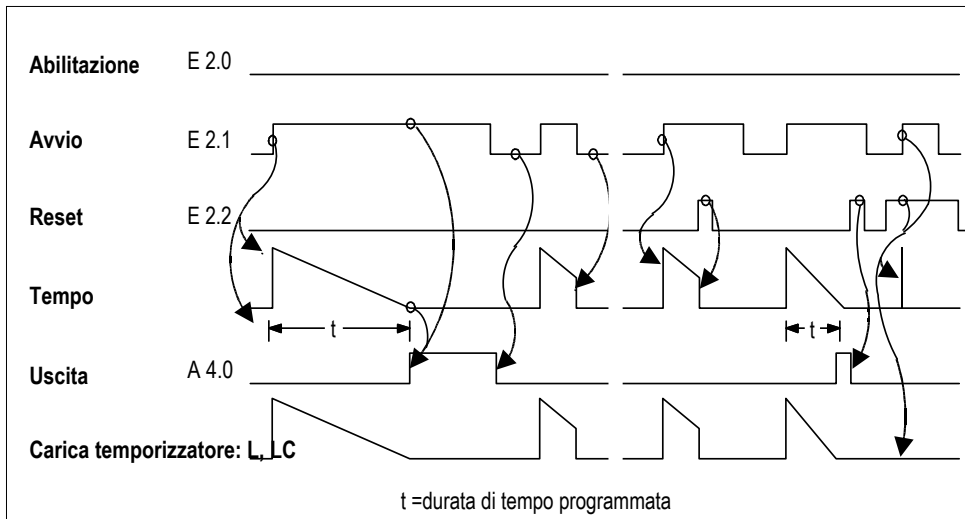 Abilitazione E 2.0
Avvio E 2.1
Reset E 2.2
Tempo
t t
Uscita A 4.0
Carica temporizzatore: L, LC
t =durata di tempo programmata